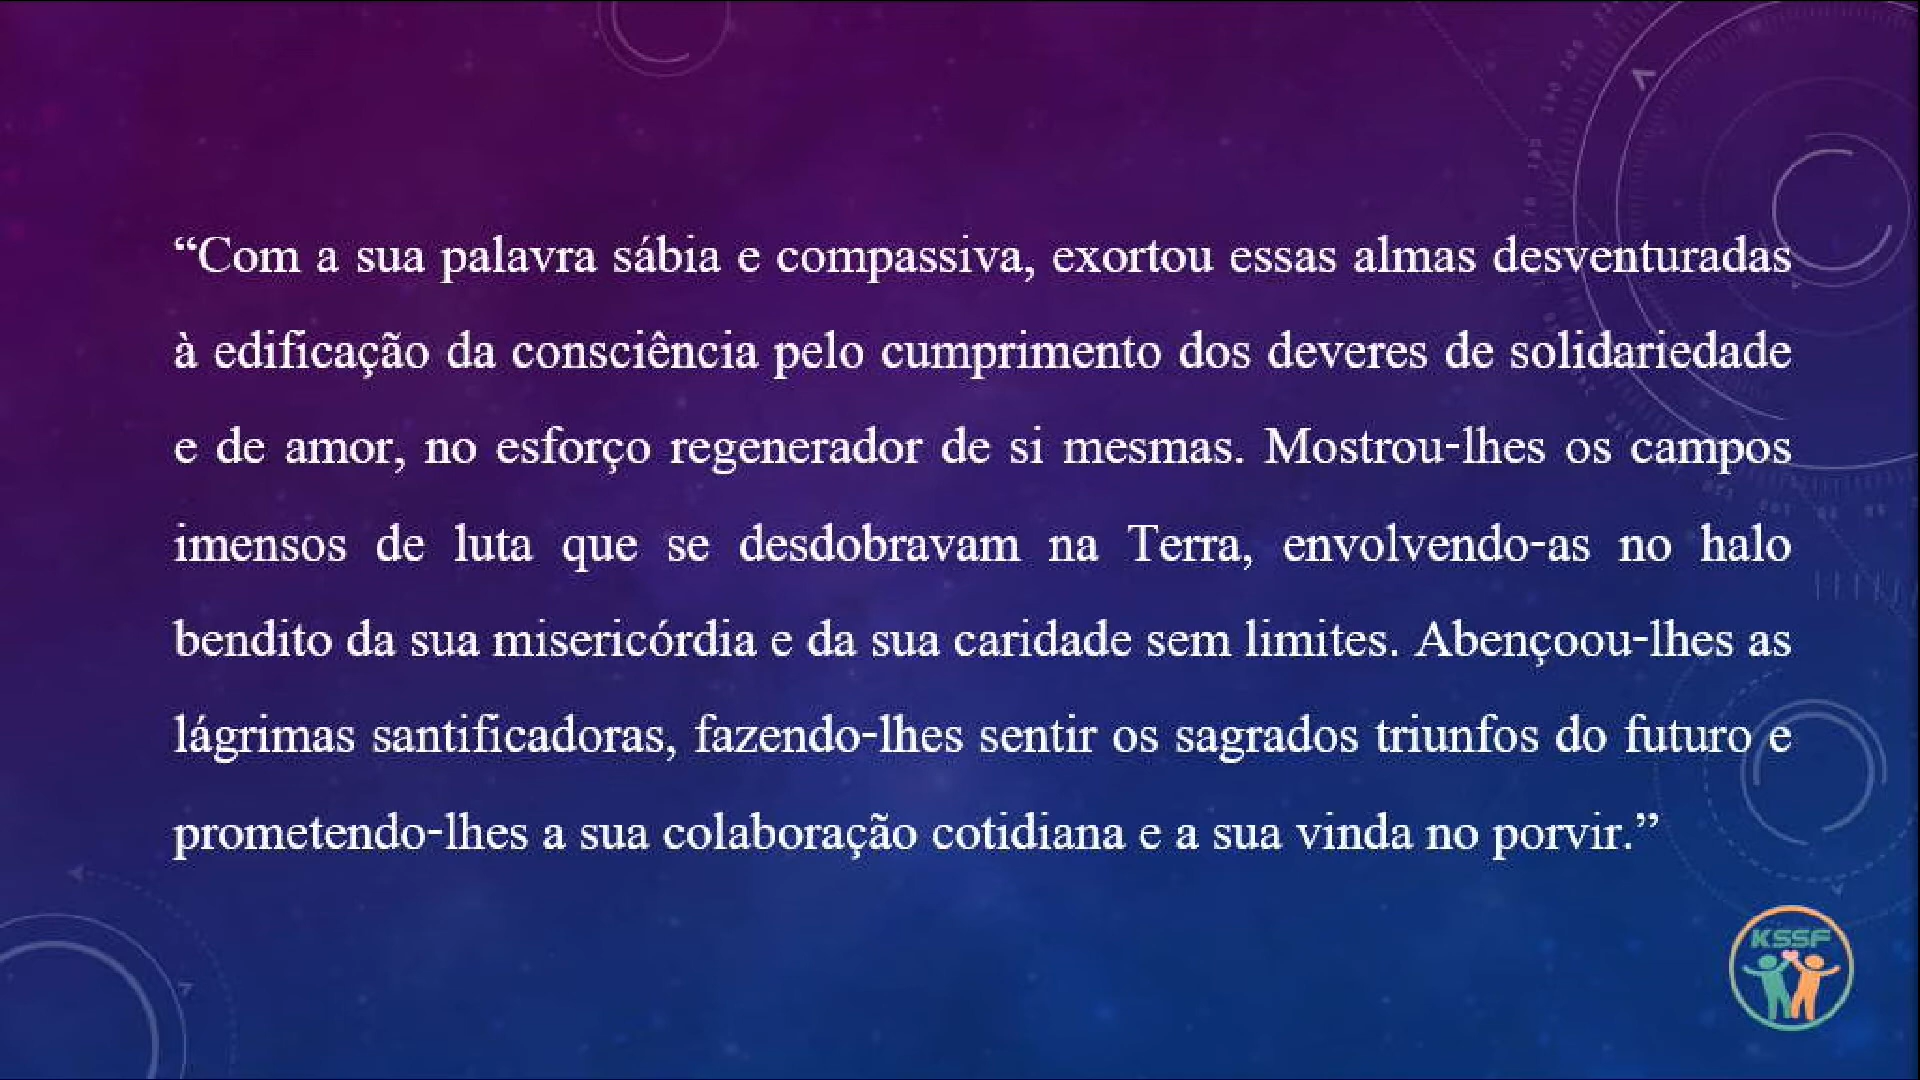 “Com a sua palavra sábia e compassiva, exortou essas almas desventuradas
à edificação da consciência pelo cumprimento dos deveres de solidariedade
e de amor, no esforço regenerador de si mesmas. Mostrou-lhes os campos
imensos de luta que se desdobravam na Terra, envolvendo-as no halo
bendito da sua misericórdia e da sua caridade sem limites. Abençoou-lhes as
lágrimas santificadoras, fazendo-lhes sentir os sagrados triunfos do futuro e
prometendo-lhes a sua colaboração cotidiana e a sua vinda no porvir.”
KSSF